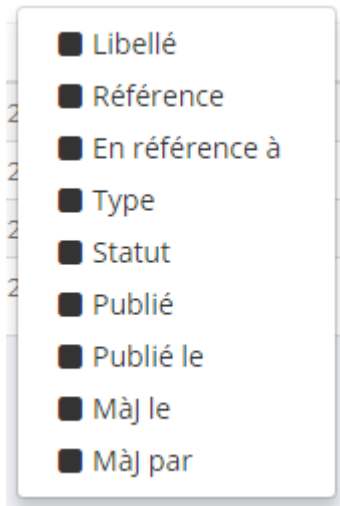 Libellé
Référence
En référence à
Type
Statut
Publié
Publié le
MàJ le
MàJ par